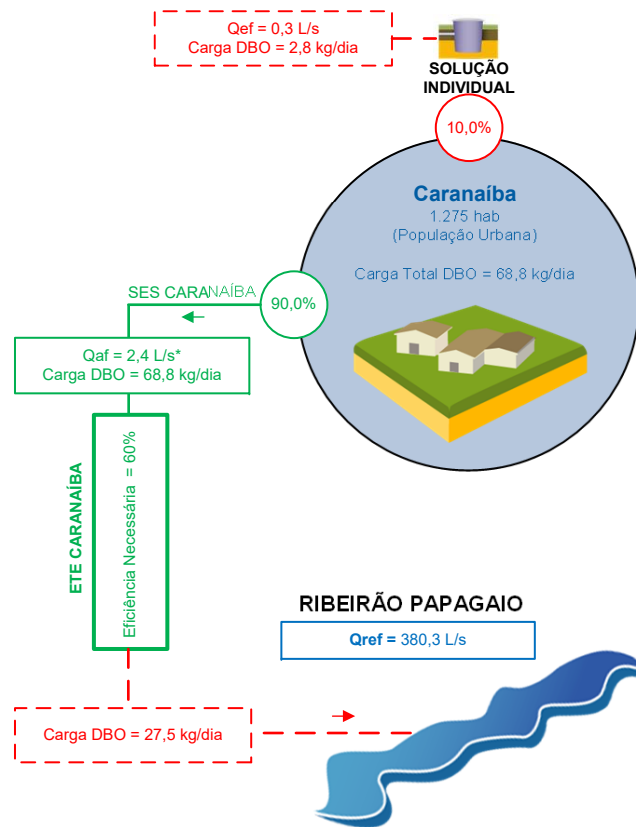 Qef = 0,3 L/s
Carga DBO = 2,8 kg/dia
SOLUÇÃO
INDIVIDUAL
10,0%
Caranaíba
1.275 hab
(População Urbana)
Carga Total DBO = 68,8 kg/dia
SES CARANAÍBA
90,0%
Qaf = 2,4 L/s*
Carga DBO = 68,8 kg/dia
ETE CARANAÍBA
Eficiência Necessária = 60%
RIBEIRÃO PAPAGAIO
Qref = 380,3 L/s
Carga DBO = 27,5 kg/dia